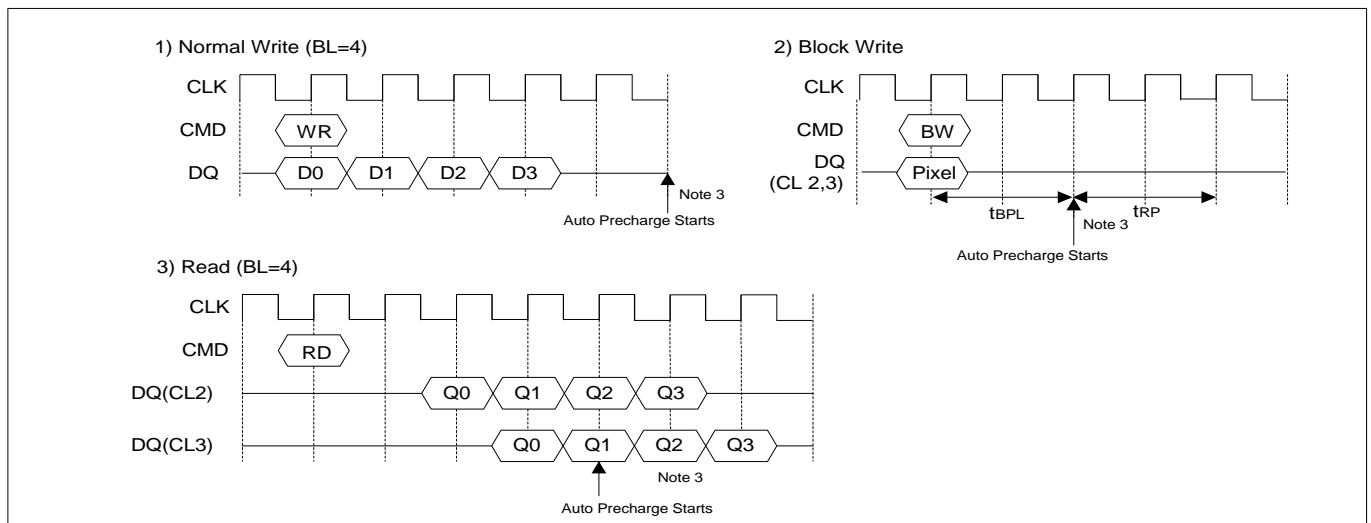 1) Normal Write (BL=4)
CLK
CMD
WR
DQ
D0
D1
D2
D3
Note 3
Auto Precharge Starts
2) Block Write
CLK
CMD
BW
DQ
(CL 2,3)
Pixel
tBPL
tRP
Note 3
Auto Precharge Starts
3) Read (BL=4)
CLK
CMD
RD
DQ(CL2)
Q0
Q1
Q2
Q3
DQ(CL3)
Q0
Q1
Q2
Q3
Note 3
Auto Precharge Starts